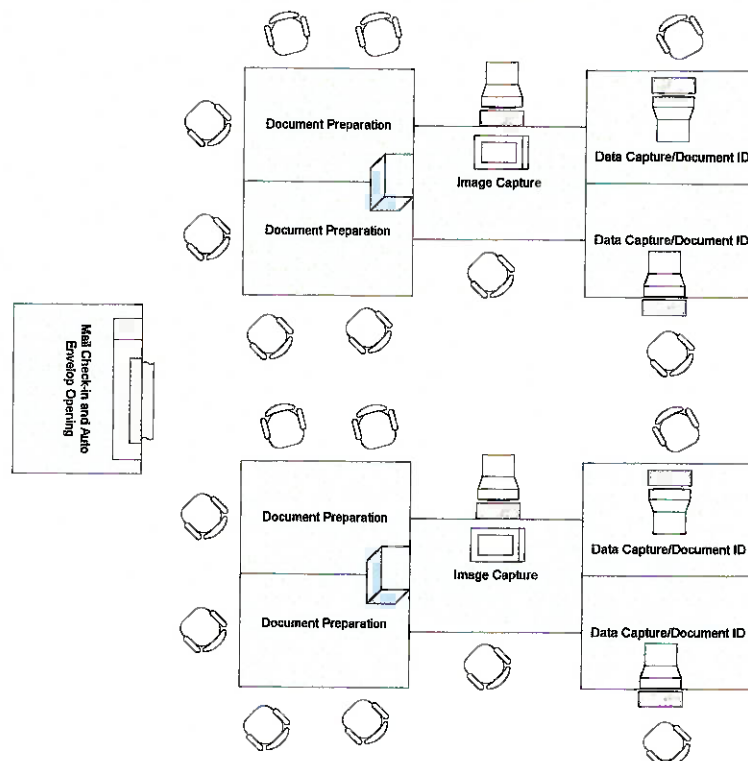 Document Preparation
Image Capture
Data Capture/Document ID
Document Preparation
Data Capture/Document ID
Mail Check-in and Auto
Envelop Opening
Document Preparation
Image Capture
Data Capture/Document ID
Document Preparation
Data Capture/Document ID